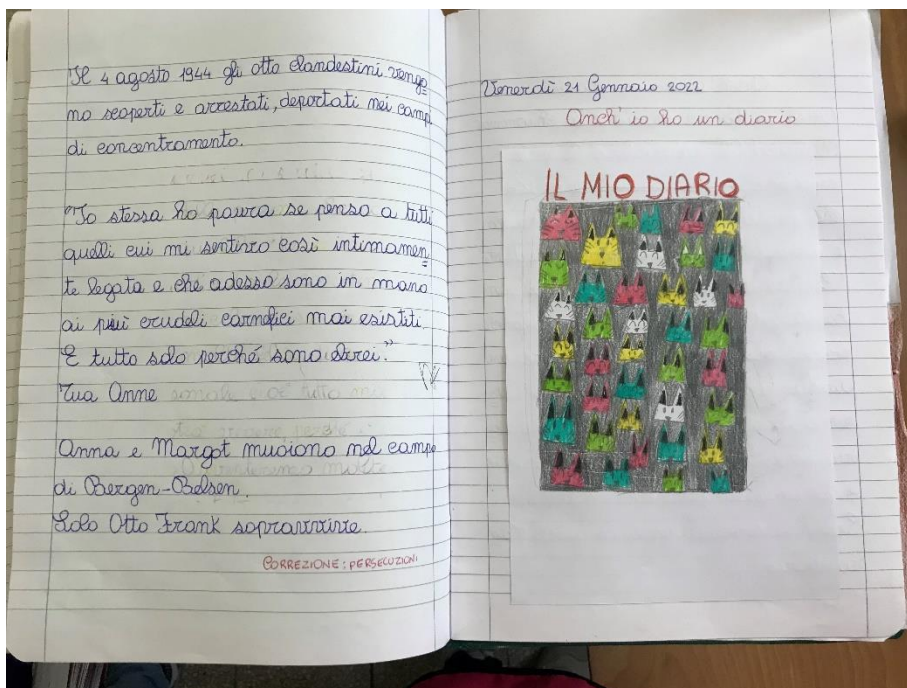 Il 4 agosto 1944 gli otto clandestini vengo
no scoperti e arrestati, deportati nei campi
di concentramento.
"Io stessa ho paura se penso a tutti
quelli cui mi sentivo così intimamen
te legata e che adesso sono in mano
ai più crudeli carnefici mai esistiti.
E tutto solo perché sono ebrei."
Tua Anne
Anna e Margot muoiono nel campo
di Bergen-Belsen.
Solo Otto Frank sopravvive.
CORREZIONE: PERSECUZIONI
Venerdì 21 Gennaio 2022
Anch'io ho un diario
IL MIO DIARIO